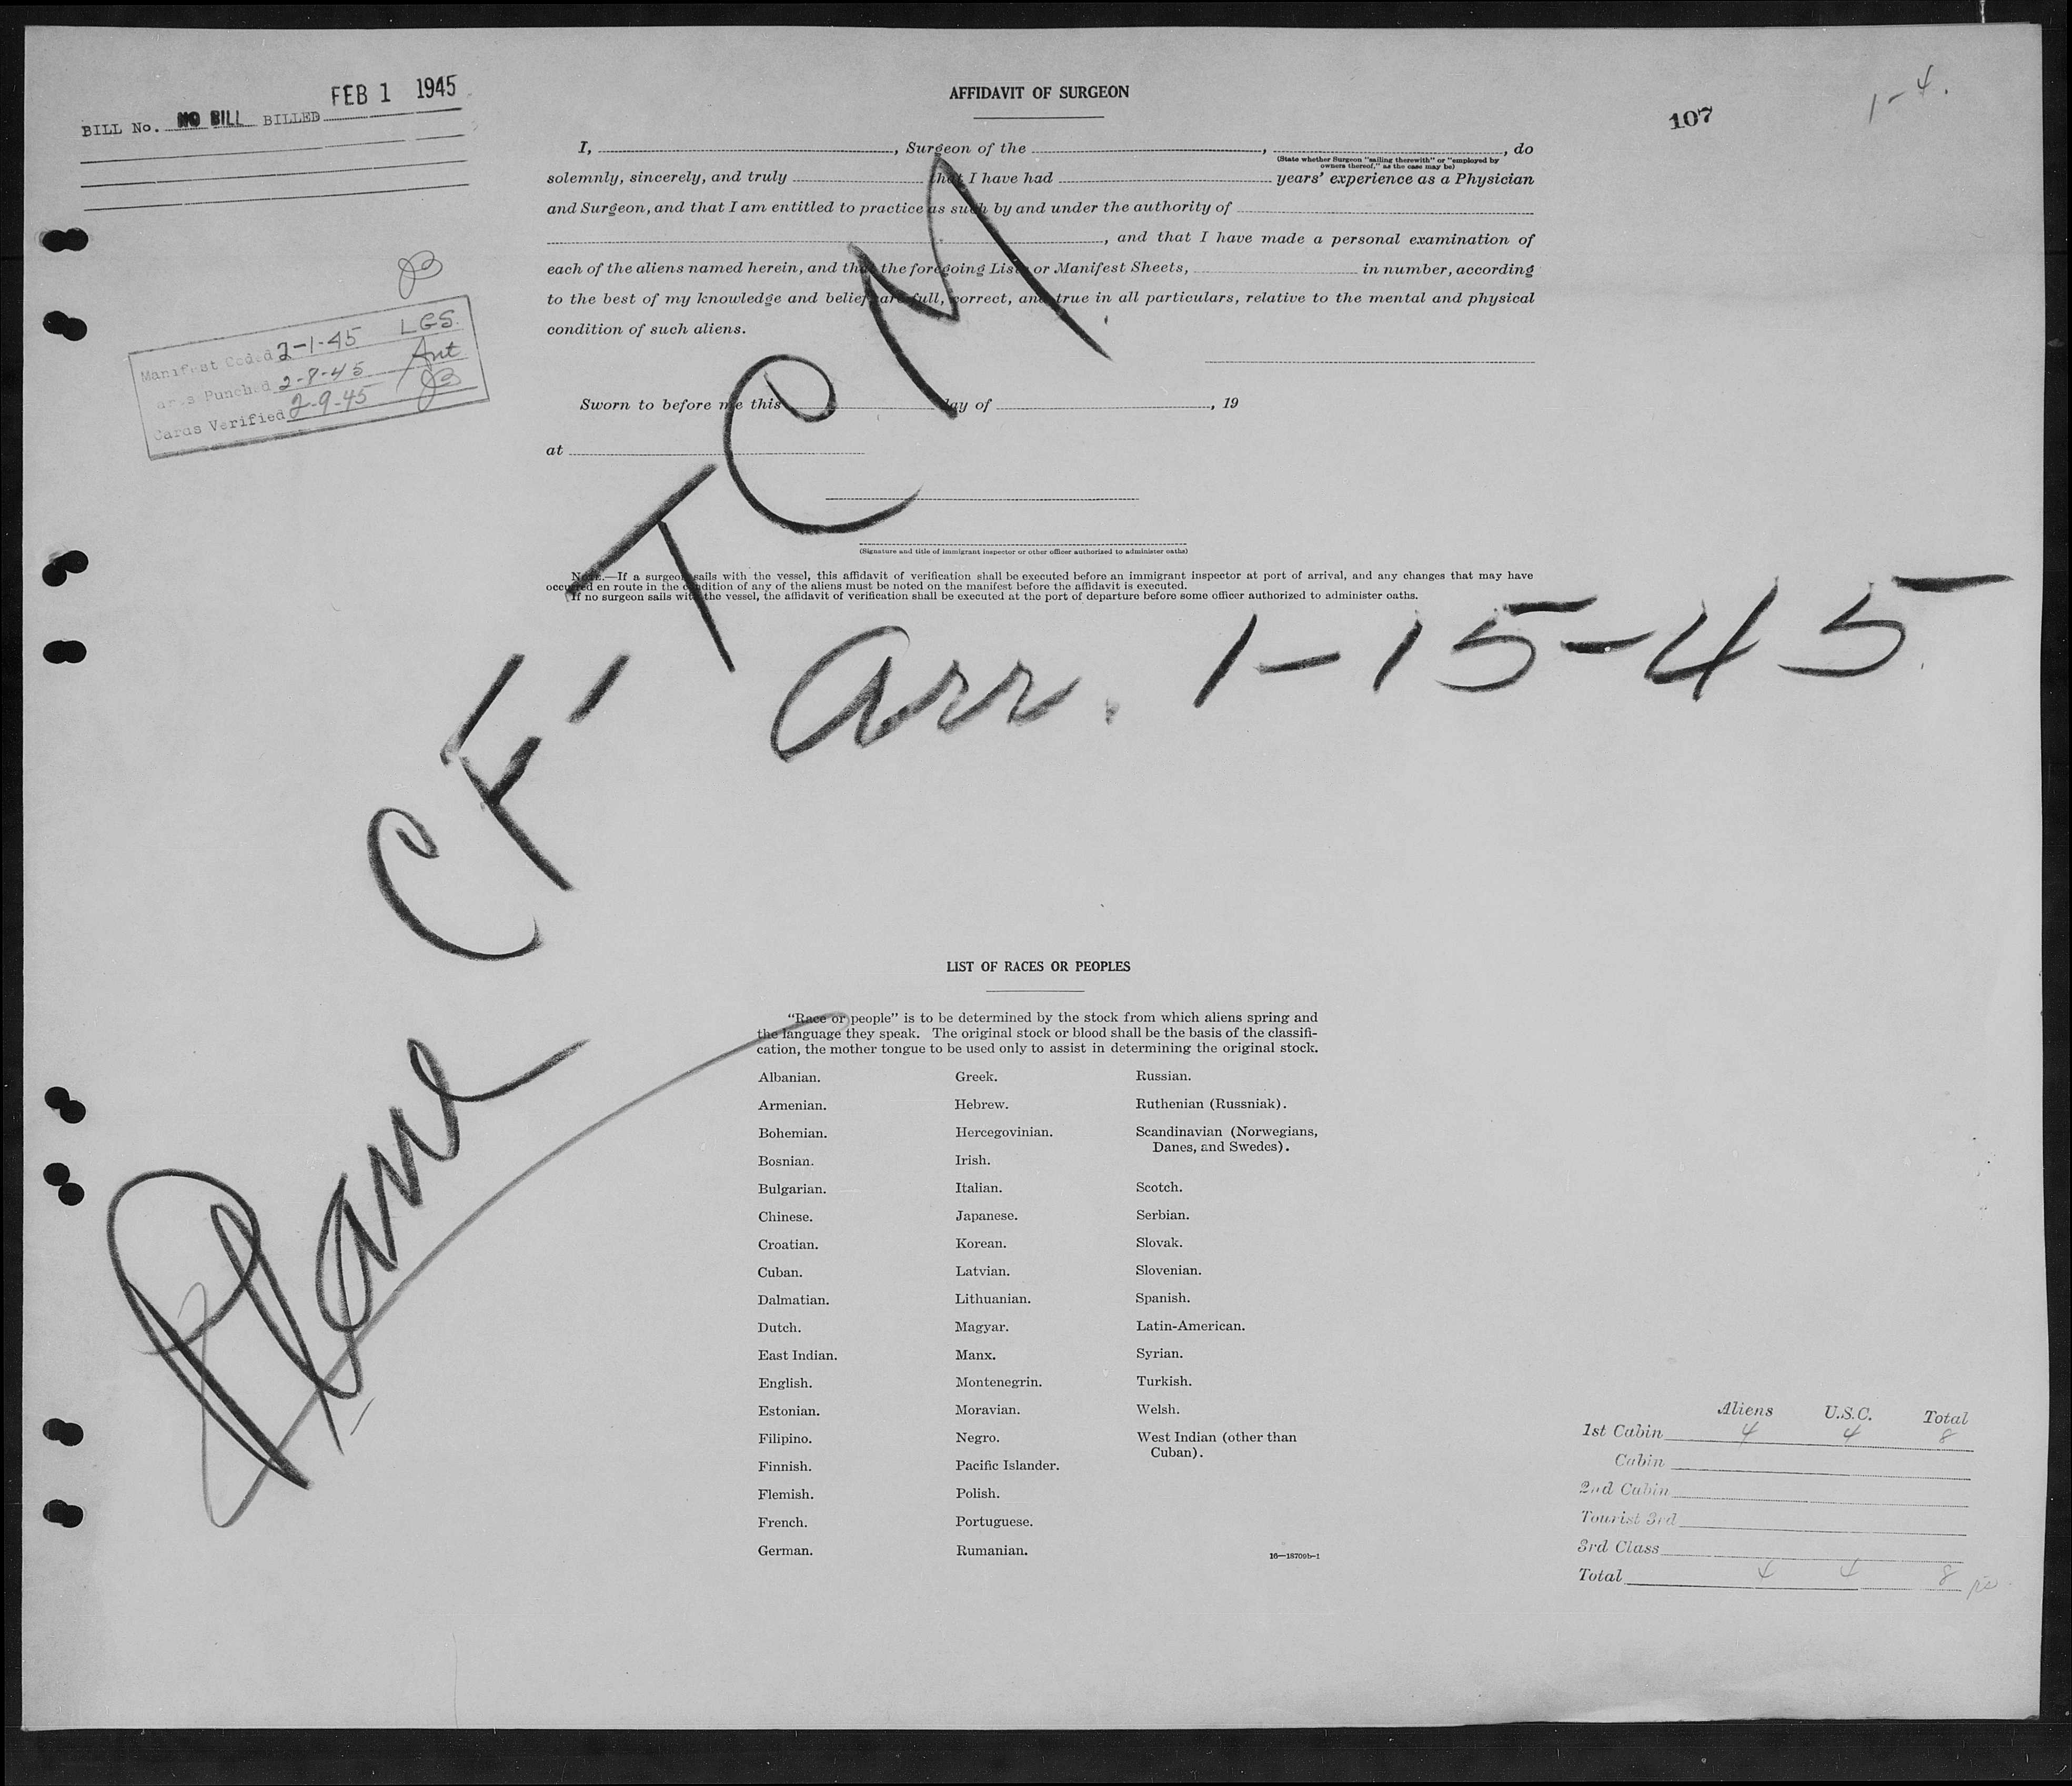 FEB 1 1945
BILL No. NO BILL BILLED
AFFIDAVIT OF SURGEON
107
1-4.
I, , Surgeon of the , , do
(State whether Surgeon "sailing therewith" or "employed by
owners thereof," as the case may be)
solemnly, sincerely, and truly that I have had years' experience as a Physician
and Surgeon, and that I am entitled to practice as such by and under the authority of
, and that I have made a personal examination of
each of the aliens named herein, and that the foregoing Lists or Manifest Sheets, in number, according
to the best of my knowledge and belief, are full, correct, and true in all particulars, relative to the mental and physical
condition of such aliens.
Manifest Coded 2-1-45 LGS.
Punched 2-8-45
Cards Verified 2-9-45
Sworn to before me this day of , 19
at
(Signature and title of immigrant inspector or other officer authorized to administer oaths)
NOTE.—If a surgeon sails with the vessel, this affidavit of verification shall be executed before an immigrant inspector at port of arrival, and any changes that may have
occurred en route in the condition of any of the aliens must be noted on the manifest before the affidavit is executed.
If no surgeon sails with the vessel, the affidavit of verification shall be executed at the port of departure before some officer authorized to administer oaths.
Plane CF-TCM
arr. 1-15-45
LIST OF RACES OR PEOPLES
"Race or people" is to be determined by the stock from which aliens spring and
the language they speak. The original stock or blood shall be the basis of the classifi-
cation, the mother tongue to be used only to assist in determining the original stock.
Albanian.
Armenian.
Bohemian.
Bosnian.
Bulgarian.
Chinese.
Croatian.
Cuban.
Dalmatian.
Dutch.
East Indian.
English.
Estonian.
Filipino.
Finnish.
Flemish.
French.
German.
Greek.
Hebrew.
Hercegovinian.
Irish.
Italian.
Japanese.
Korean.
Latvian.
Lithuanian.
Magyar.
Manx.
Montenegrin.
Moravian.
Negro.
Pacific Islander.
Polish.
Portuguese.
Rumanian.
Russian.
Ruthenian (Russniak).
Scandinavian (Norwegians,
Danes, and Swedes).
Scotch.
Serbian.
Slovak.
Slovenian.
Spanish.
Latin-American.
Syrian.
Turkish.
Welsh.
West Indian (other than
Cuban).
16—18709b-1
Aliens U.S.C. Total
1st Cabin 4 4 8
Cabin
2nd Cabin
Tourist 3rd
3rd Class
Total 4 4 8